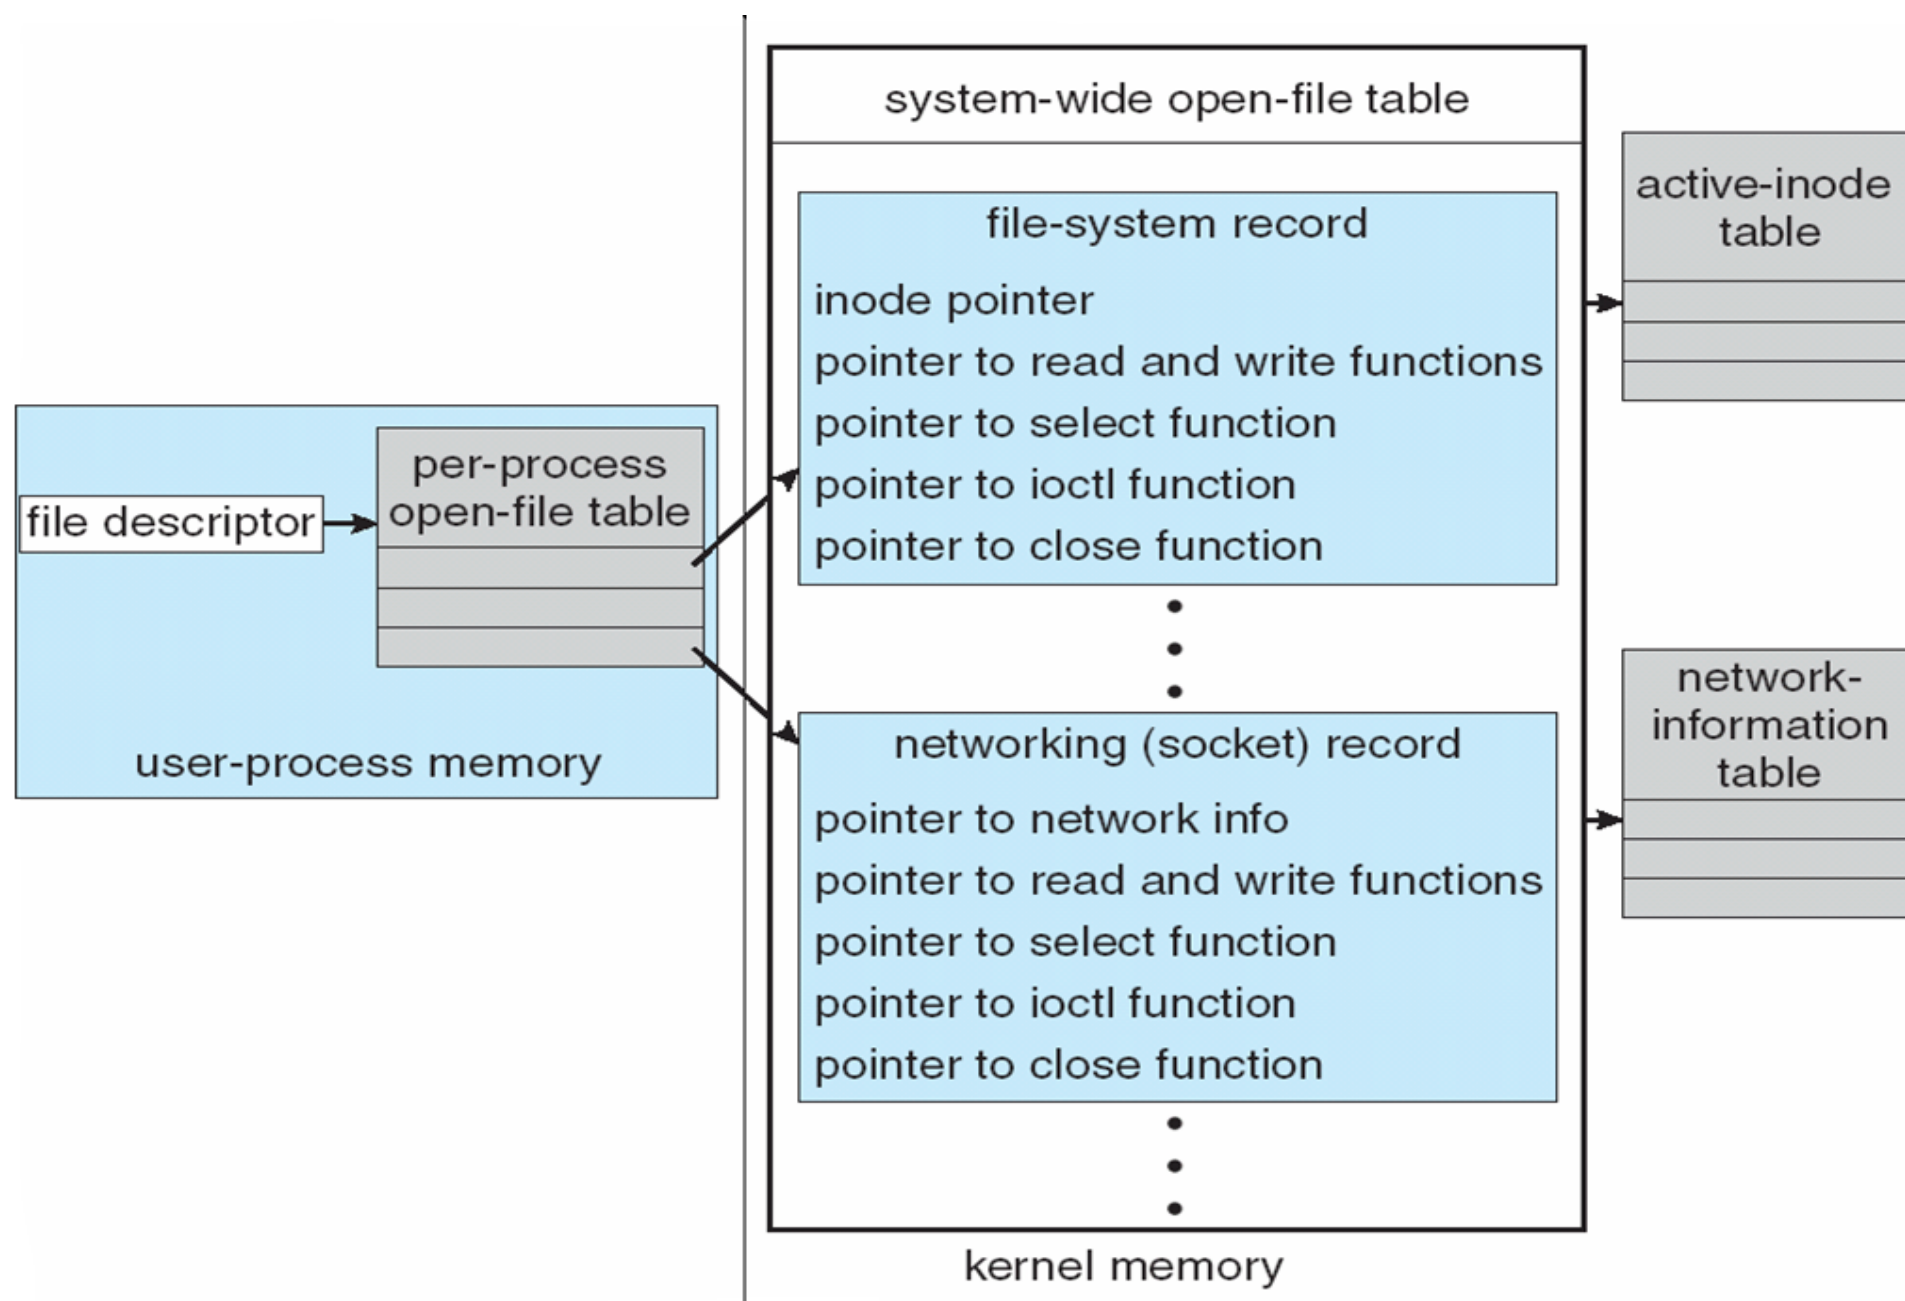 file descriptor
per-process
open-file table
user-process memory
system-wide open-file table
file-system record
inode pointer
pointer to read and write functions
pointer to select function
pointer to ioctl function
pointer to close function
networking (socket) record
pointer to network info
pointer to read and write functions
pointer to select function
pointer to ioctl function
pointer to close function
kernel memory
active-inode
table
network-
information
table